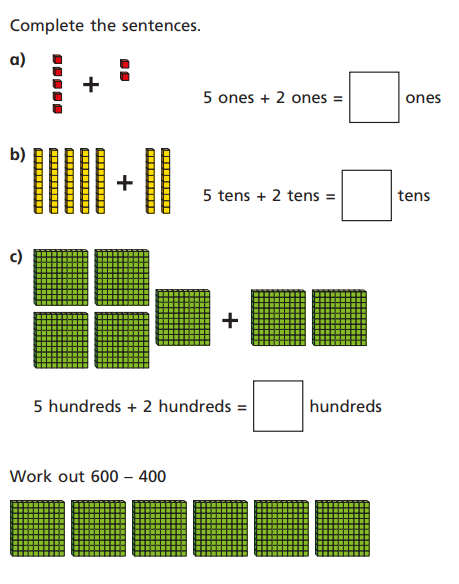 Complete the sentences.
a)
+
5 ones + 2 ones = ones
b)
+
5 tens + 2 tens = tens
c)
+
5 hundreds + 2 hundreds = hundreds
Work out 600 – 400